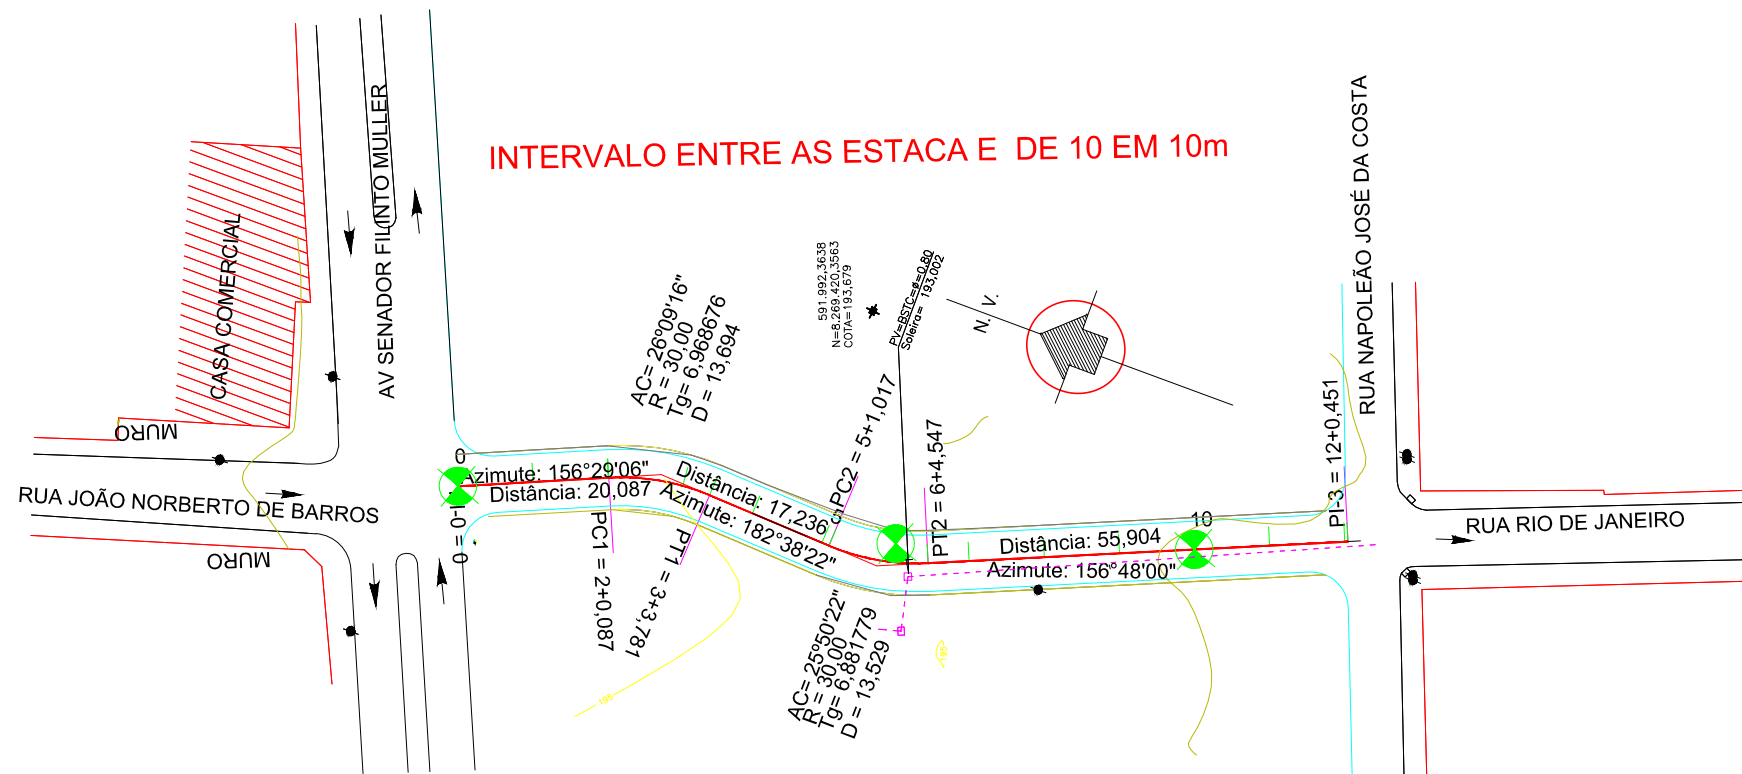 INTERVALO ENTRE AS ESTACA E  DE 10 EM 10m
AV SENADOR FILINTO MULLER
CASA COMERCIAL
MURO
RUA JOÃO NORBERTO DE BARROS
MURO
0
PI-0 = 0
Azimute: 156°29'06"
Distância: 20,087
AC= 26º09'16"
R = 30,00
Tg= 6,968676
D = 13,694
PC1 = 2+0,087
PT1 = 3+3,781
Distância: 17,236
Azimute: 182°38'22"
5
PC2 = 5+1,017
591.992,3638
N=8.269.420,3563
COTA=193,679
PV=BSTC=ø=0,80
Soleira= 193,002
N. V.
PT2 = 6+4,547
AC= 25º50'22"
R = 30,00
Tg= 6,881779
D = 13,529
Distância: 55,904
Azimute: 156°48'00"
10
PI-3 = 12+0,451
RUA NAPOLEÃO JOSÉ DA COSTA
RUA RIO DE JANEIRO
195